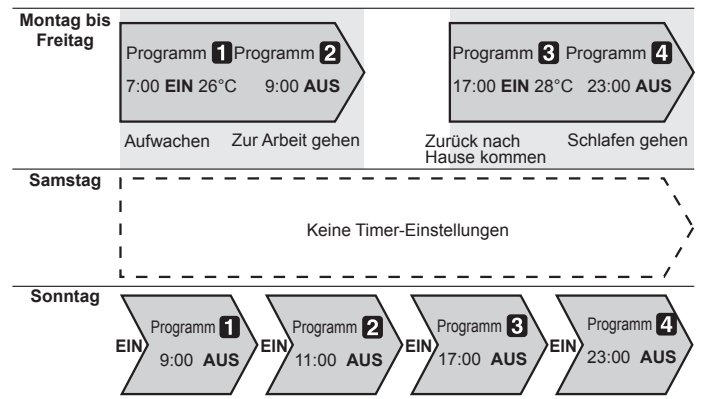 Montag bis
Freitag
Programm 1 Programm 2
7:00 EIN 26°C 9:00 AUS
Programm 3 Programm 4
17:00 EIN 28°C 23:00 AUS
Aufwachen Zur Arbeit gehen
Zurück nach
Hause kommen
Schlafen gehen
Samstag
Keine Timer-Einstellungen
Sonntag
EIN
Programm 1
9:00 AUS
EIN
Programm 2
11:00 AUS
EIN
Programm 3
17:00 AUS
EIN
Programm 4
23:00 AUS